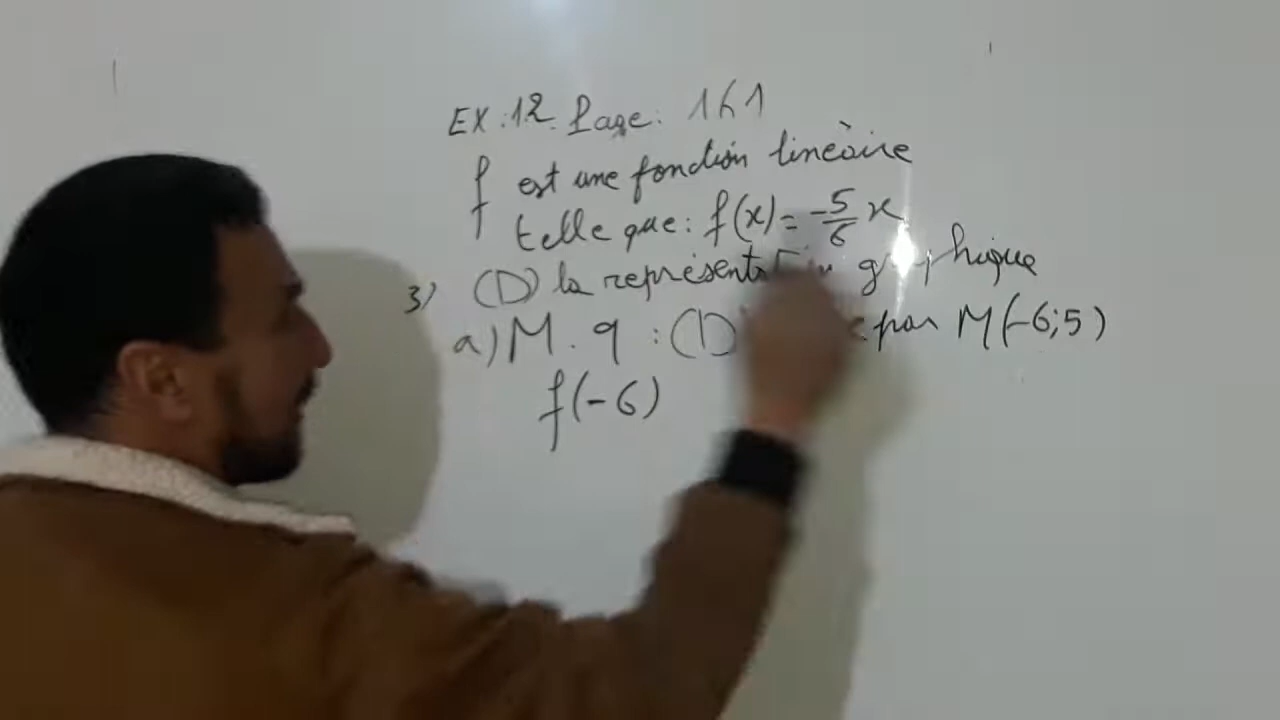 EX : 12 . Page : 161
f est une fonction linéaire
telle que : f(x) = -5/6 x
3) (D) la représentation graphique
a) M . q : (D) par M(-6;5)
f(-6)